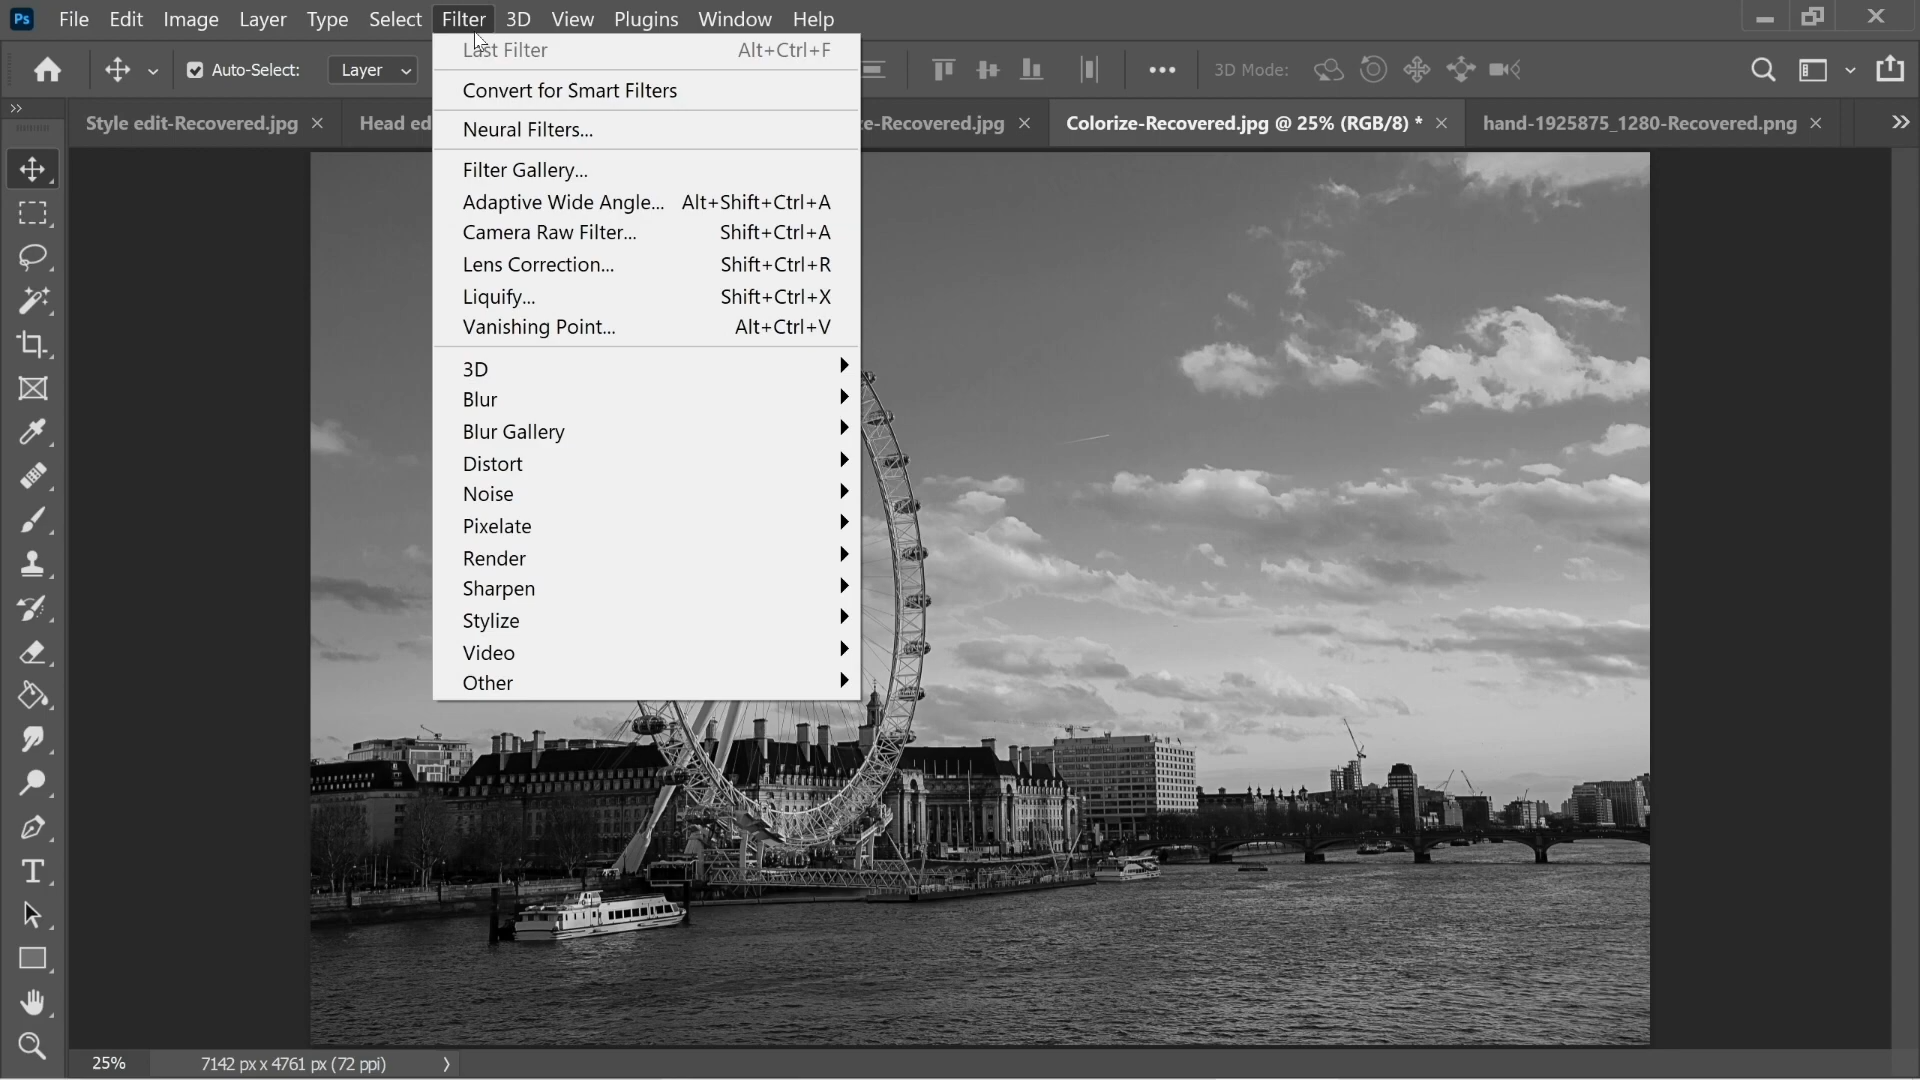 Ps File Edit Image Layer Type Select Filter 3D View Plugins Window Help
Auto-Select: Layer 3D Mode:
Style edit-Recovered.jpg × Head ed e-Recovered.jpg × Colorize-Recovered.jpg @ 25% (RGB/8) * × hand-1925875_1280-Recovered.png ×
Last Filter Alt+Ctrl+F
Convert for Smart Filters
Neural Filters...
Filter Gallery...
Adaptive Wide Angle... Alt+Shift+Ctrl+A
Camera Raw Filter... Shift+Ctrl+A
Lens Correction... Shift+Ctrl+R
Liquify... Shift+Ctrl+X
Vanishing Point... Alt+Ctrl+V
3D
Blur
Blur Gallery
Distort
Noise
Pixelate
Render
Sharpen
Stylize
Video
Other
25% 7142 px x 4761 px (72 ppi)